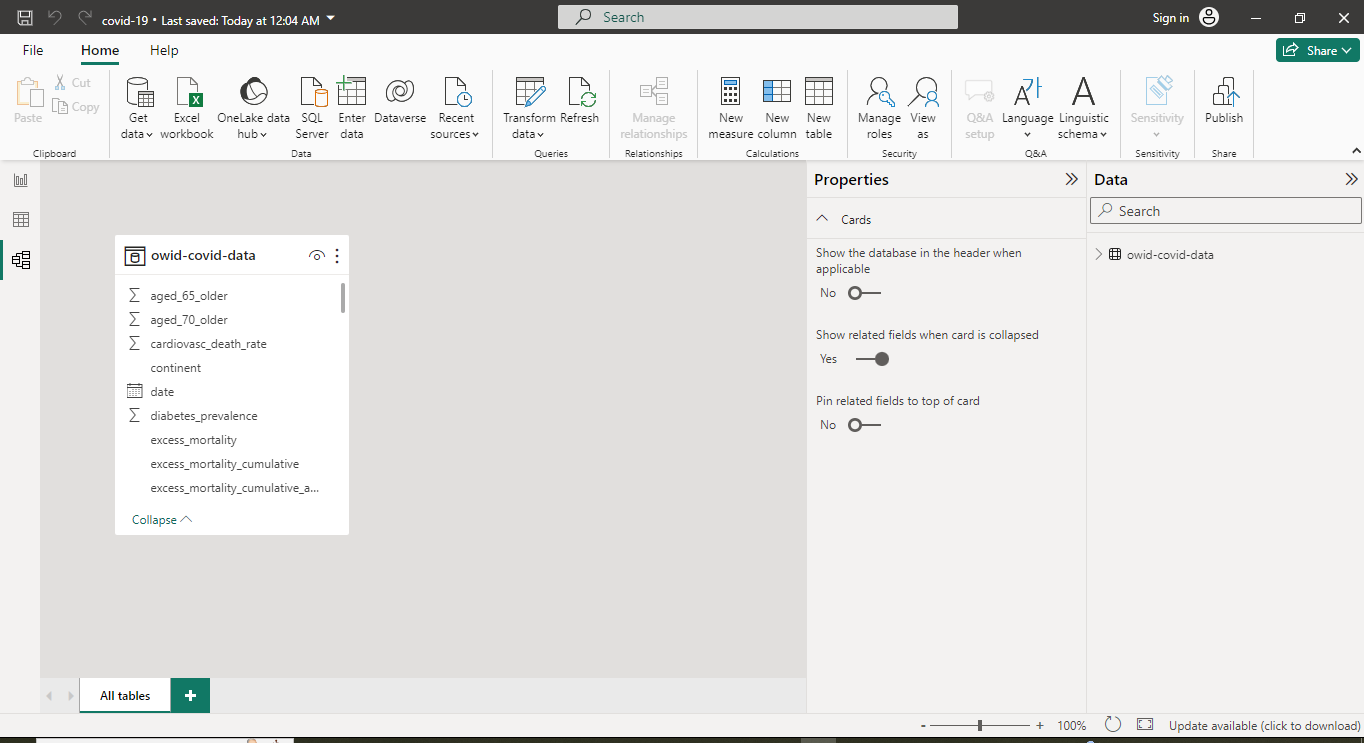 covid-19 • Last saved: Today at 12:04 AM
Search
Sign in
File
Home
Help
Share
Paste
Cut
Copy
Clipboard
Get data
Excel workbook
OneLake data hub
SQL Server
Enter data
Dataverse
Recent sources
Data
Transform data
Refresh
Queries
Manage relationships
Relationships
New measure
New column
New table
Calculations
Manage roles
View as
Security
Q&A setup
Language
Linguistic schema
Q&A
Sensitivity
Sensitivity
Publish
Share
owid-covid-data
aged_65_older
aged_70_older
cardiovasc_death_rate
continent
date
diabetes_prevalence
excess_mortality
excess_mortality_cumulative
excess_mortality_cumulative_a...
Collapse
Properties
Cards
Show the database in the header when
applicable
No
Show related fields when card is collapsed
Yes
Pin related fields to top of card
No
Data
Search
owid-covid-data
All tables
+
- + 100%
Update available (click to download)